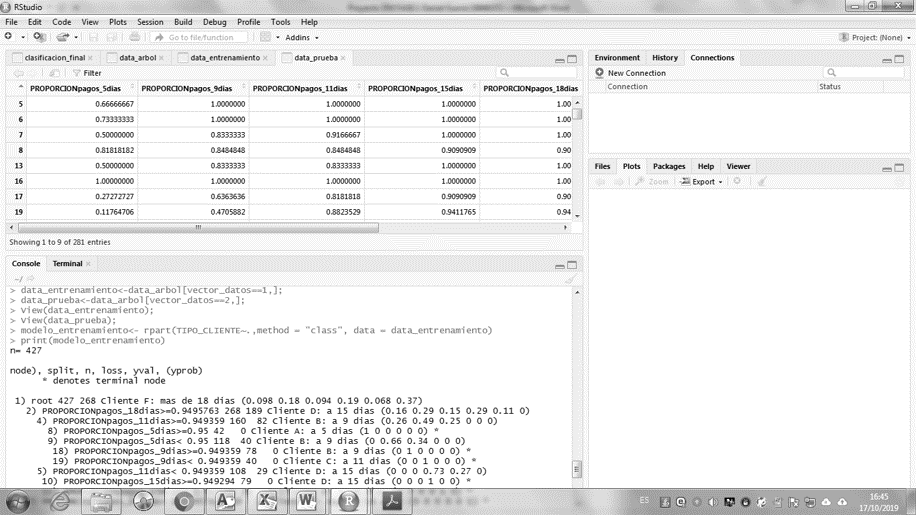 RStudio
File Edit Code View Plots Session Build Debug Profile Tools Help
Go to file/function Addins Project: (None)
clasificacion_final data_arbol data_entrenamiento data_prueba
Filter
PROPORCIONpagos_5dias PROPORCIONpagos_9dias PROPORCIONpagos_11dias PROPORCIONpagos_15dias PROPORCIONpagos_18dias
5 0.66666667 1.0000000 1.0000000 1.0000000 1.00
6 0.73333333 1.0000000 1.0000000 1.0000000 1.00
7 0.50000000 0.8333333 0.9166667 1.0000000 1.00
8 0.81818182 0.8484848 0.8484848 0.9090909 0.90
13 0.50000000 0.8333333 0.8333333 1.0000000 1.00
16 1.00000000 1.0000000 1.0000000 1.0000000 1.00
17 0.27272727 0.6363636 0.8181818 0.9090909 0.90
19 0.11764706 0.4705882 0.8823529 0.9411765 0.94
Showing 1 to 9 of 281 entries
Console Terminal
~/
> data_entrenamiento<-data_arbol[vector_datos==1,];
> data_prueba<-data_arbol[vector_datos==2,];
> View(data_entrenamiento);
> View(data_prueba);
> modelo_entrenamiento<- rpart(TIPO_CLIENTE~.,method = "class", data = data_entrenamiento)
> print(modelo_entrenamiento)
n= 427
node), split, n, loss, yval, (yprob)
* denotes terminal node
1) root 427 268 Cliente F: mas de 18 dias (0.098 0.18 0.094 0.19 0.068 0.37)
2) PROPORCIONpagos_18dias>=0.9495763 268 189 Cliente D: a 15 dias (0.16 0.29 0.15 0.29 0.11 0)
4) PROPORCIONpagos_11dias>=0.949359 160 82 Cliente B: a 9 dias (0.26 0.49 0.25 0 0 0)
8) PROPORCIONpagos_5dias>=0.95 42 0 Cliente A: a 5 dias (1 0 0 0 0 0) *
9) PROPORCIONpagos_5dias< 0.95 118 40 Cliente B: a 9 dias (0 0.66 0.34 0 0 0)
18) PROPORCIONpagos_9dias>=0.949359 78 0 Cliente B: a 9 dias (0 1 0 0 0 0) *
19) PROPORCIONpagos_9dias< 0.949359 40 0 Cliente C: a 11 dias (0 0 1 0 0 0) *
5) PROPORCIONpagos_11dias< 0.949359 108 29 Cliente D: a 15 dias (0 0 0 0.73 0.27 0)
10) PROPORCIONpagos_15dias>=0.949294 79 0 Cliente D: a 15 dias (0 0 0 1 0 0) *
Environment History Connections
New Connection
Connection Status
Files Plots Packages Help Viewer
Zoom Export
ES
16:45
17/10/2019